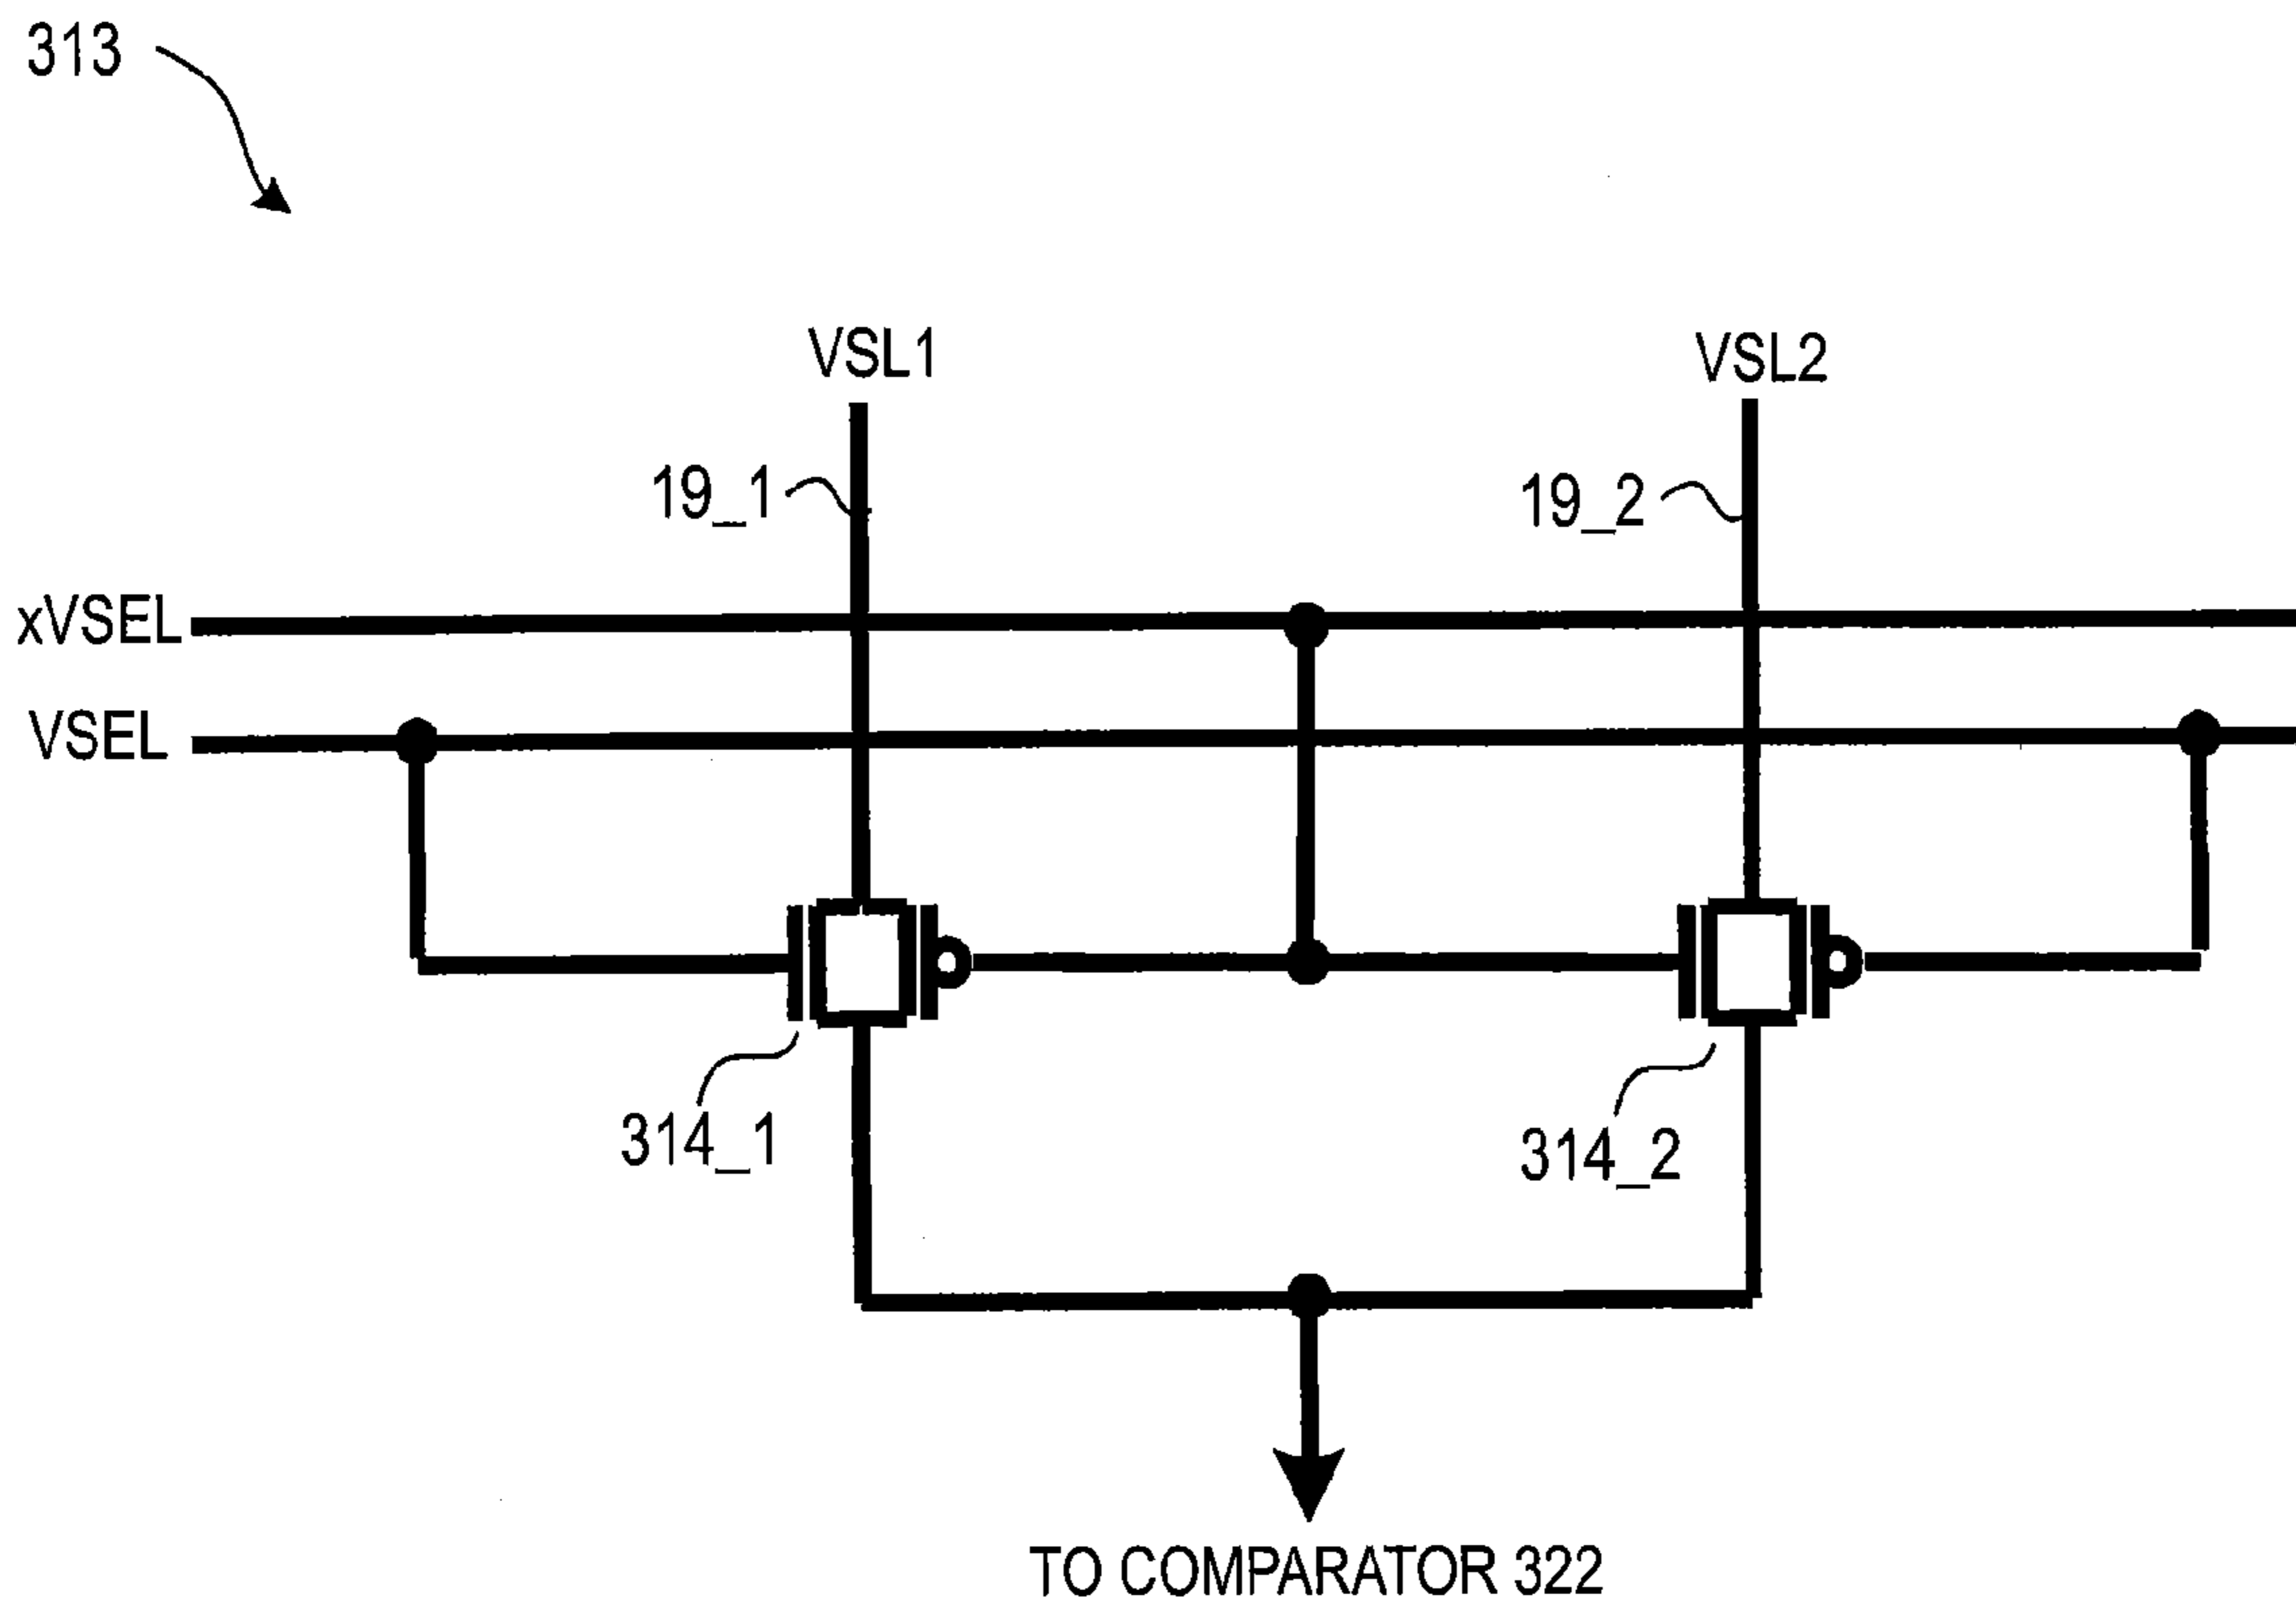 313
VSL1
VSL2
19_1
19_2
xVSEL
VSEL
314_1
314_2
TO COMPARATOR 322